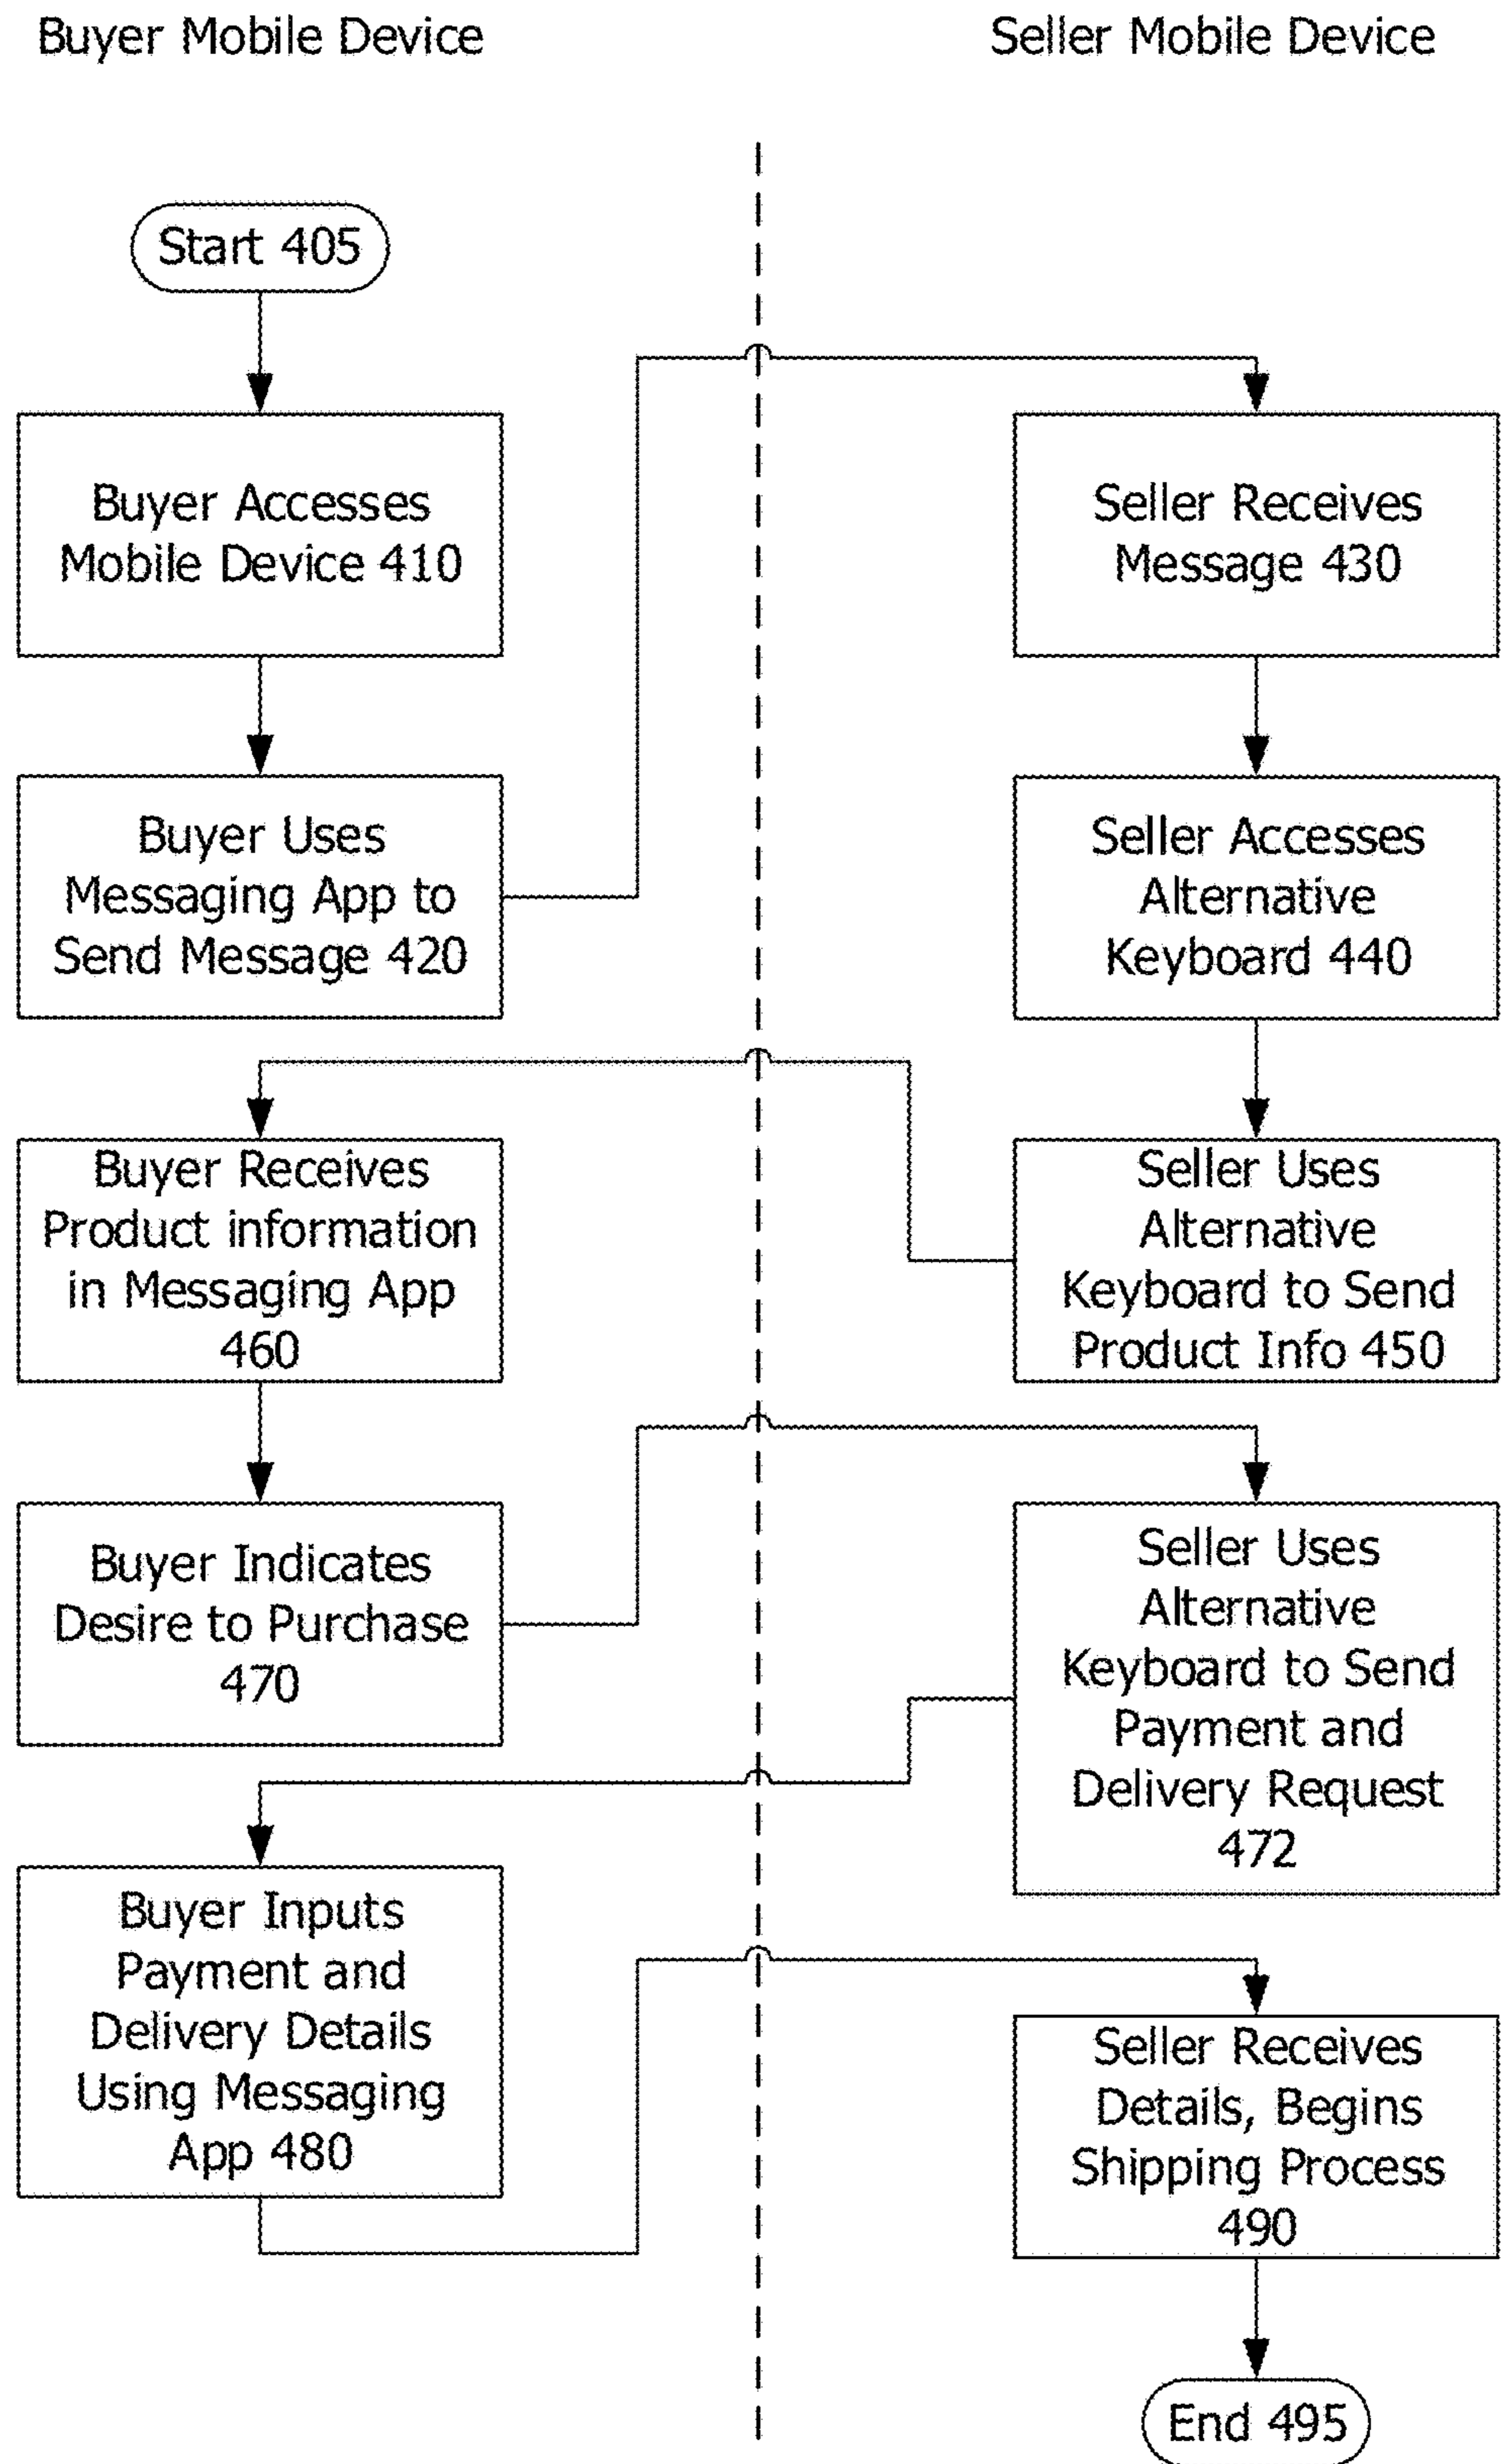 Buyer Mobile Device
Seller Mobile Device
Start 405
Buyer Accesses
Mobile Device 410
Buyer Uses
Messaging App to
Send Message 420
Seller Receives
Message 430
Seller Accesses
Alternative
Keyboard 440
Seller Uses
Alternative
Keyboard to Send
Product Info 450
Buyer Receives
Product information
in Messaging App
460
Buyer Indicates
Desire to Purchase
470
Seller Uses
Alternative
Keyboard to Send
Payment and
Delivery Request
472
Buyer Inputs
Payment and
Delivery Details
Using Messaging
App 480
Seller Receives
Details, Begins
Shipping Process
490
End 495